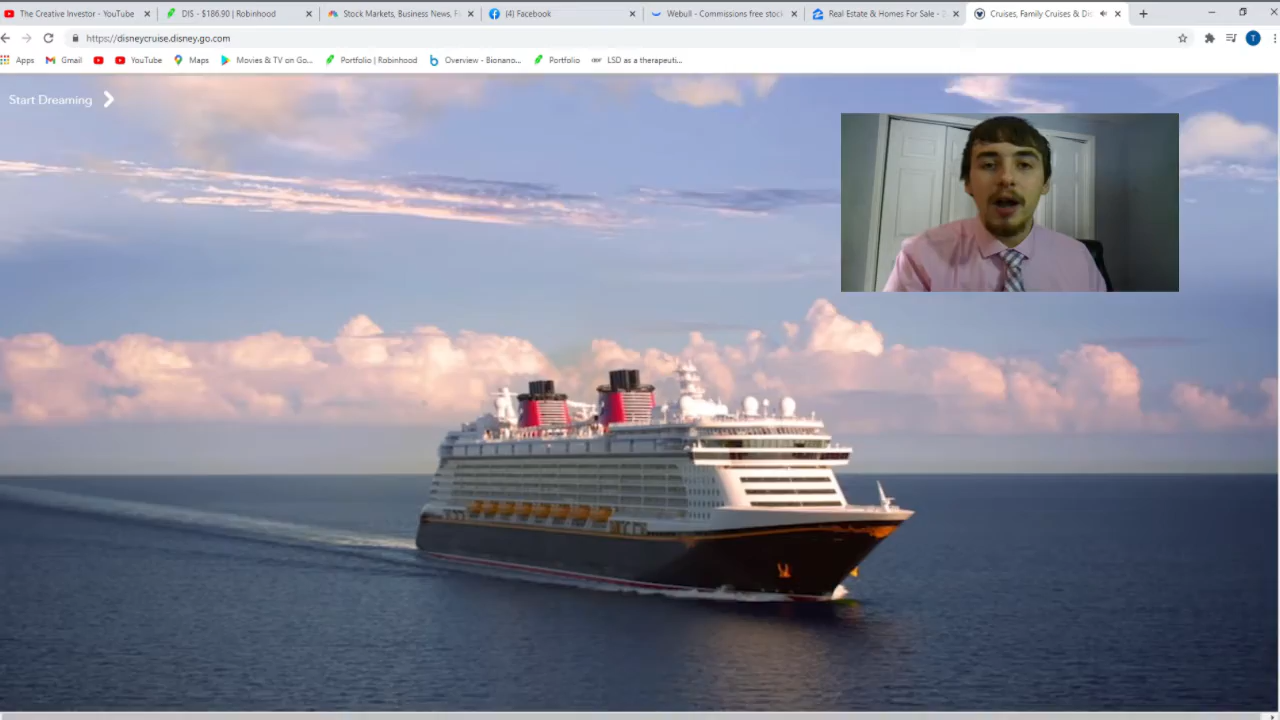 The Creative Investor - YouTube
DIS - $186.90 | Robinhood
Stock Markets, Business News, F
(4) Facebook
Webull - Commissions free stoc
Real Estate & Homes For Sale -
Cruises, Family Cruises & Di
https://disneycruise.disney.go.com
T
Apps
Gmail
YouTube
Maps
Movies & TV on Go...
Portfolio | Robinhood
Overview - Bionano...
Portfolio
LSD as a therapeuti...
Start Dreaming